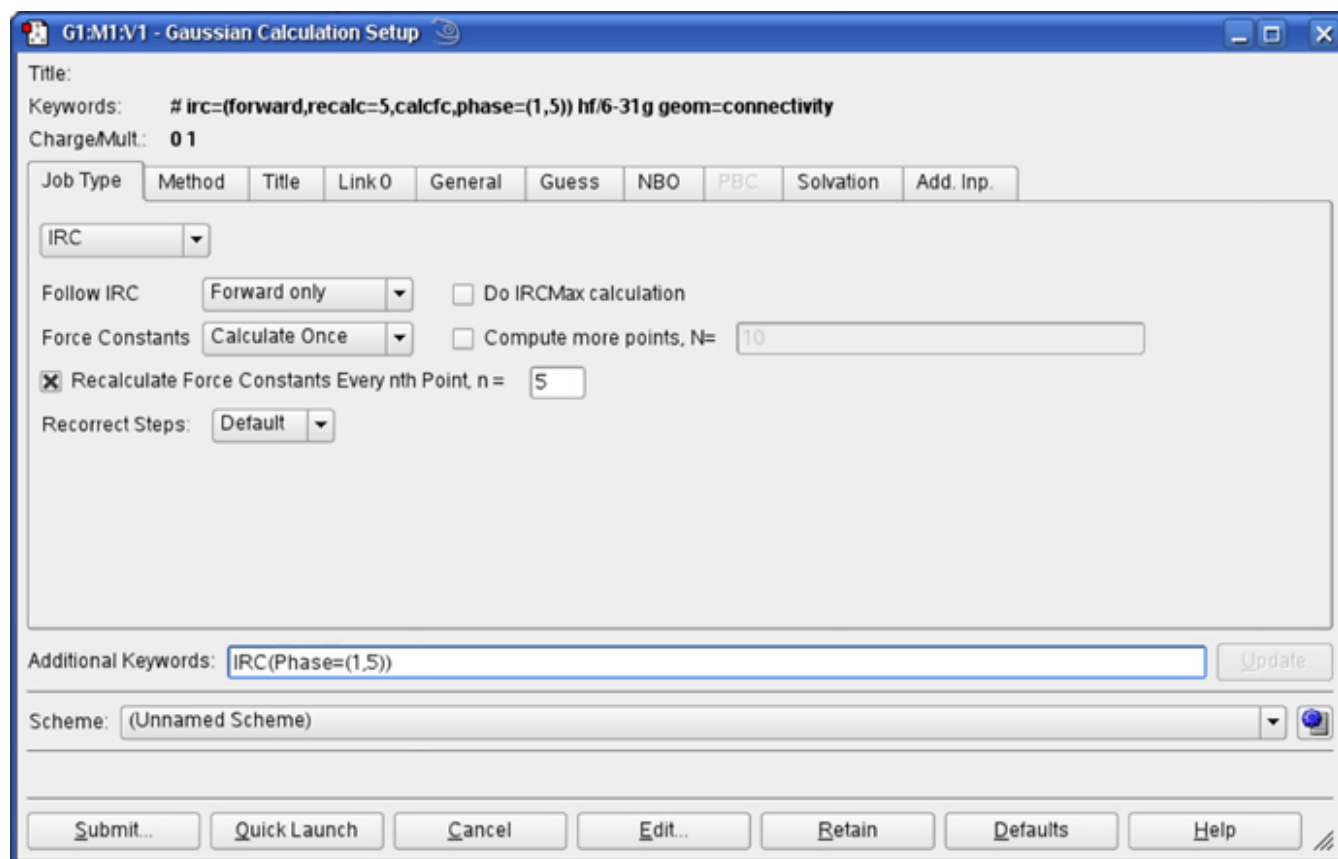 G1:M1:V1 - Gaussian Calculation Setup
Title:
Keywords: # irc=(forward,recalc=5,calcfc,phase=(1,5)) hf/6-31g geom=connectivity
Charge/Mult.: 0 1
Job Type Method Title Link 0 General Guess NBO PBC Solvation Add. Inp.
IRC
Follow IRC Forward only Do IRCMax calculation
Force Constants Calculate Once Compute more points, N= 10
Recalculate Force Constants Every nth Point, n = 5
Recorrect Steps: Default
Additional Keywords: IRC(Phase=(1,5)) Update
Scheme: (Unnamed Scheme)
Submit... Quick Launch Cancel Edit... Retain Defaults Help